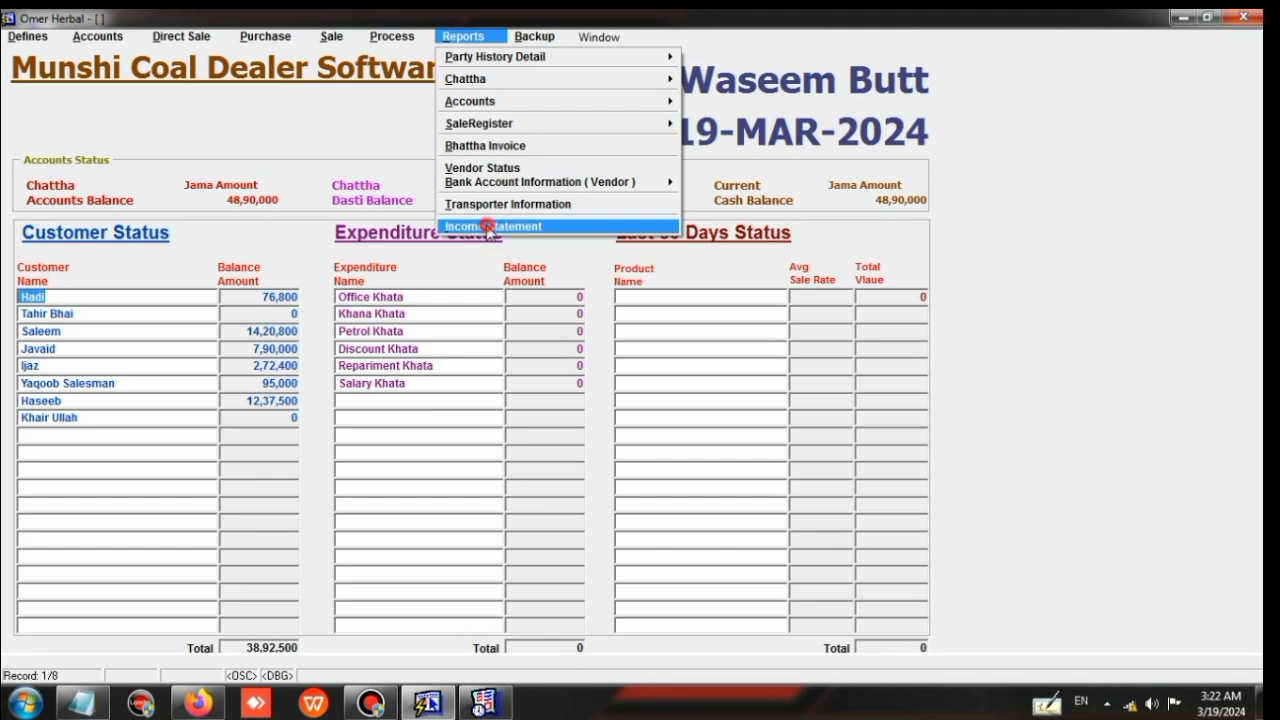 Omer Herbal - [ ]
Defines Accounts Direct Sale Purchase Sale Process Reports Backup Window
Munshi Coal Dealer Softwar
Waseem Butt
19-MAR-2024
Party History Detail
Chattha
Accounts
SaleRegister
Bhattha Invoice
Vendor Status
Bank Account Information ( Vendor )
Transporter Information
Accounts Status
Chattha Jama Amount Chattha Current Jama Amount
Accounts Balance 48,90,000 Dasti Balance Cash Balance 48,90,000
Customer Status Expenditure Days Status
Customer Balance Expenditure Balance Product Avg Total
Name Amount Name Amount Name Sale Rate Vlaue
Hadi 76,800 Office Khata 0 0
Tahir Bhai 0 Khana Khata 0
Saleem 14,20,800 Petrol Khata 0
Javaid 7,90,000 Discount Khata 0
Ijaz 2,72,400 Repariment Khata 0
Yaqoob Salesman 95,000 Salary Khata 0
Haseeb 12,37,500
Khair Ullah 0
Total 38,92,500 Total 0 Total 0
Record: 1/8 <OSC> <DBG>
EN 3:22 AM
3/19/2024